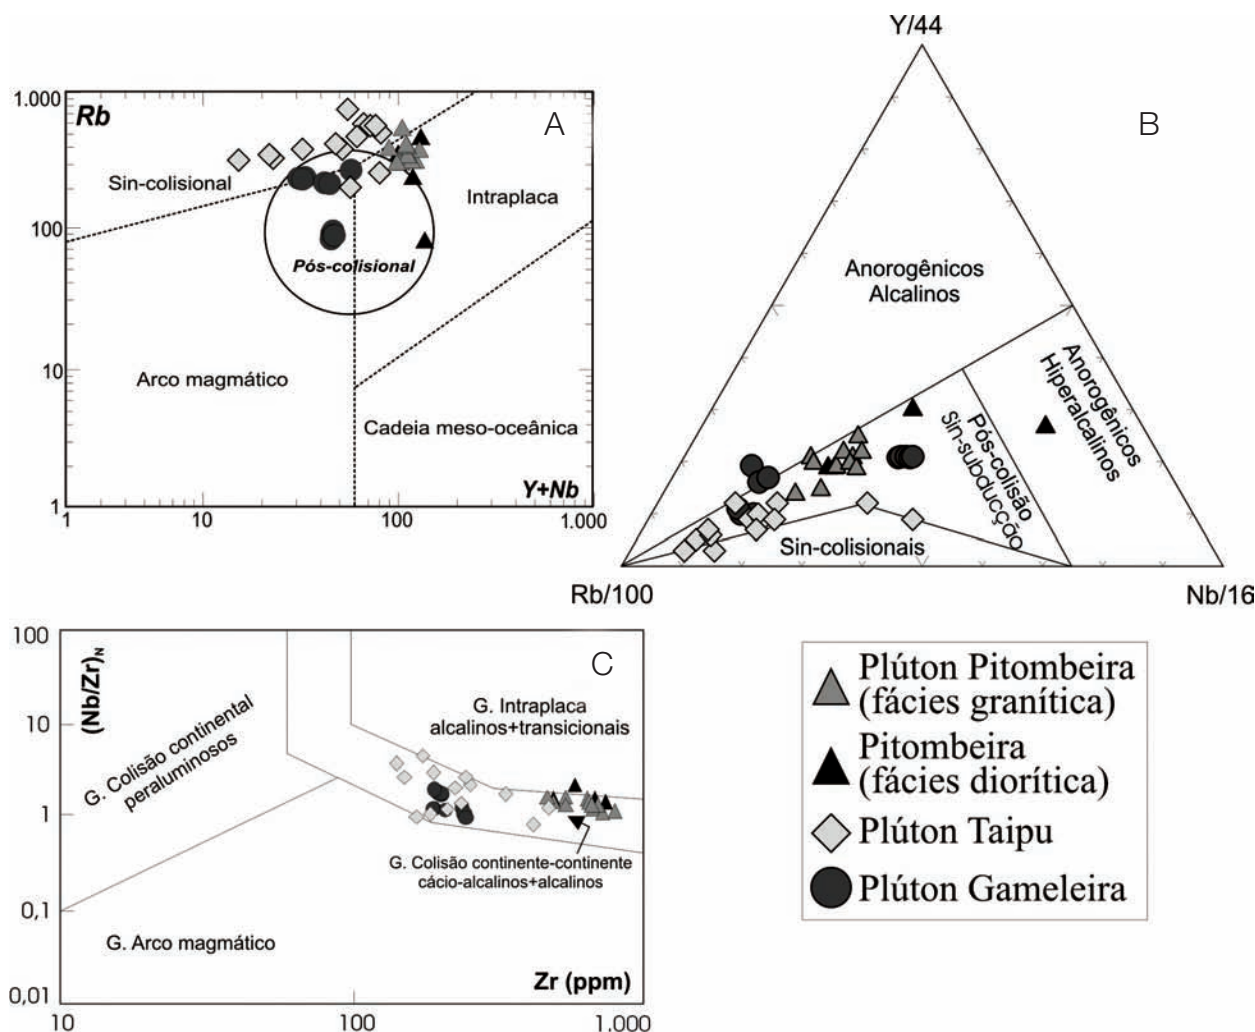 A
Rb
1.000
100
10
1
Sin-colisional
Intraplaca
Pós-colisional
Arco magmático
Cadeia meso-oceânica
Y+Nb
1
10
100
1.000
B
Y/44
Anorogênicos
Alcalinos
Anorogênicos
Hiperalcalinos
Pós-colisão
Sin-subducção
Sin-colisionais
Rb/100
Nb/16
C
(Nb/Zr)N
100
10
1
0,1
0,01
G. Colisão continental
peraluminosos
G. Intraplaca
alcalinos+transicionais
G. Colisão continente-continente
cácio-alcalinos+alcalinos
G. Arco magmático
Zr (ppm)
10
100
1.000
Plúton Pitombeira
(fácies granítica)
Pitombeira
(fácies diorítica)
Plúton Taipu
Plúton Gameleira